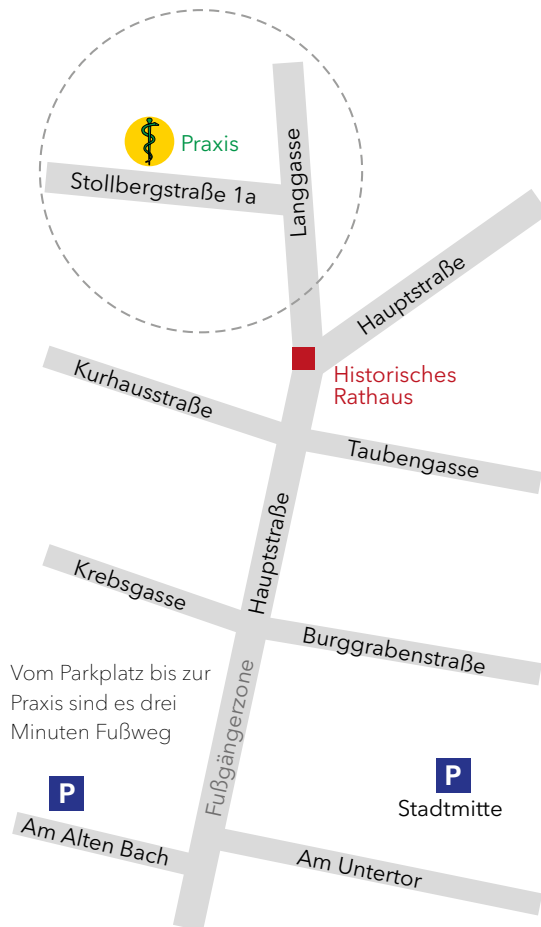 Praxis
Stollbergstraße 1a
Langgasse
Hauptstraße
Historisches
Rathaus
Kurhausstraße
Taubengasse
Hauptstraße
Krebsgasse
Burggrabenstraße
Vom Parkplatz bis zur
Praxis sind es drei
Minuten Fußweg
Fußgängerzone
P
Stadtmitte
P
Am Alten Bach
Am Untertor